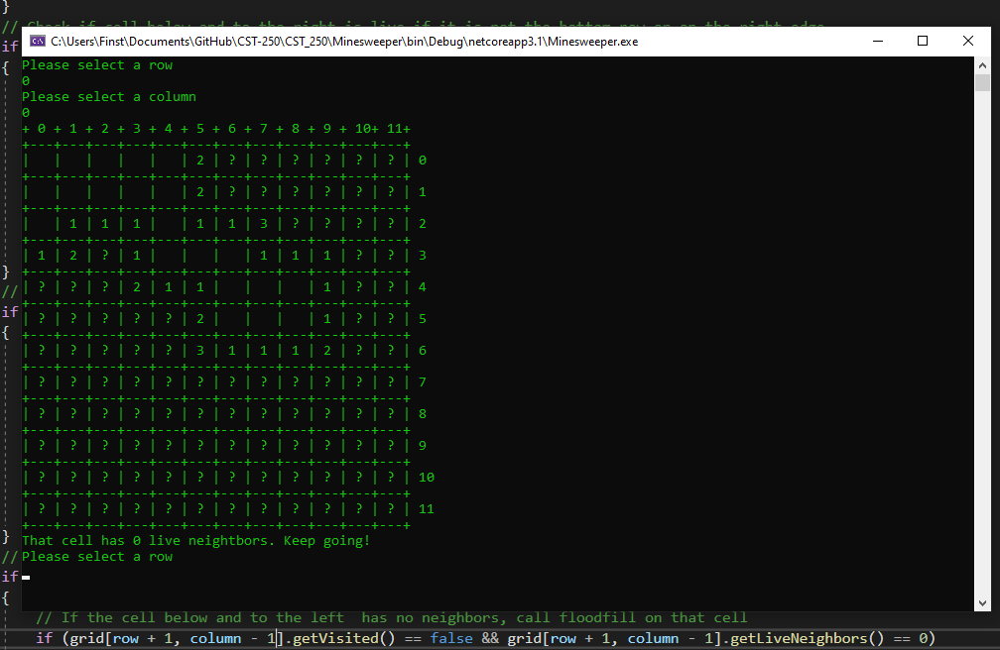 }
// Check if cell below and to the right is live if it is not the bottom row or on the right edge
if
{
C:\Users\Finst\Documents\GitHub\CST-250\CST_250\Minesweeper\bin\Debug\netcoreapp3.1\Minesweeper.exe
Please select a row
0
Please select a column
0
+ 0 + 1 + 2 + 3 + 4 + 5 + 6 + 7 + 8 + 9 + 10+ 11+
+---+---+---+---+---+---+---+---+---+---+---+---+
|   |   |   |   |   | 2 | ? | ? | ? | ? | ? | ? | 0
+---+---+---+---+---+---+---+---+---+---+---+---+
|   |   |   |   |   | 2 | ? | ? | ? | ? | ? | ? | 1
+---+---+---+---+---+---+---+---+---+---+---+---+
|   | 1 | 1 | 1 |   | 1 | 1 | 3 | ? | ? | ? | ? | 2
+---+---+---+---+---+---+---+---+---+---+---+---+
| 1 | 2 | ? | 1 |   |   |   | 1 | 1 | 1 | ? | ? | 3
+---+---+---+---+---+---+---+---+---+---+---+---+
}
| ? | ? | ? | 2 | 1 | 1 |   |   |   | 1 | ? | ? | 4
//
+---+---+---+---+---+---+---+---+---+---+---+---+
if
| ? | ? | ? | ? | ? | 2 |   |   |   | 1 | ? | ? | 5
{
+---+---+---+---+---+---+---+---+---+---+---+---+
| ? | ? | ? | ? | ? | 3 | 1 | 1 | 1 | 2 | ? | ? | 6
+---+---+---+---+---+---+---+---+---+---+---+---+
| ? | ? | ? | ? | ? | ? | ? | ? | ? | ? | ? | ? | 7
+---+---+---+---+---+---+---+---+---+---+---+---+
| ? | ? | ? | ? | ? | ? | ? | ? | ? | ? | ? | ? | 8
+---+---+---+---+---+---+---+---+---+---+---+---+
| ? | ? | ? | ? | ? | ? | ? | ? | ? | ? | ? | ? | 9
+---+---+---+---+---+---+---+---+---+---+---+---+
| ? | ? | ? | ? | ? | ? | ? | ? | ? | ? | ? | ? | 10
+---+---+---+---+---+---+---+---+---+---+---+---+
| ? | ? | ? | ? | ? | ? | ? | ? | ? | ? | ? | ? | 11
+---+---+---+---+---+---+---+---+---+---+---+---+
}
That cell has 0 live neightbors. Keep going!
//
Please select a row
if
{
// If the cell below and to the left  has no neighbors, call floodfill on that cell
if (grid[row + 1, column - 1].getVisited() == false && grid[row + 1, column - 1].getLiveNeighbors() == 0)